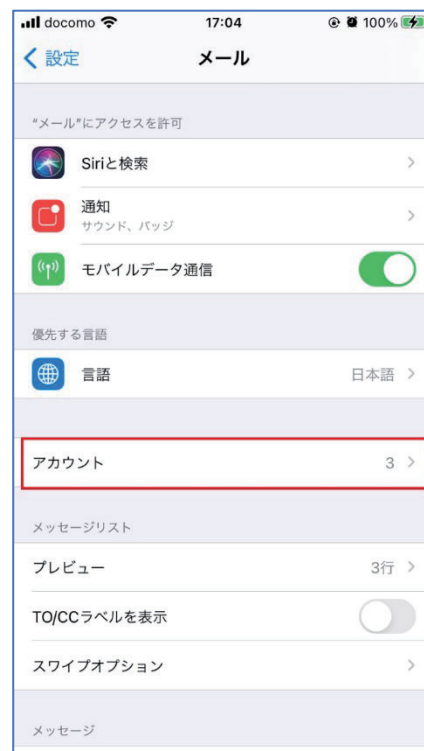 docomo 17:04 100%
設定 メール
“メール”にアクセスを許可
Siriと検索
通知
サウンド、バッジ
モバイルデータ通信
優先する言語
言語 日本語
アカウント 3
メッセージリスト
プレビュー 3行
TO/CCラベルを表示
スワイプオプション
メッセージ